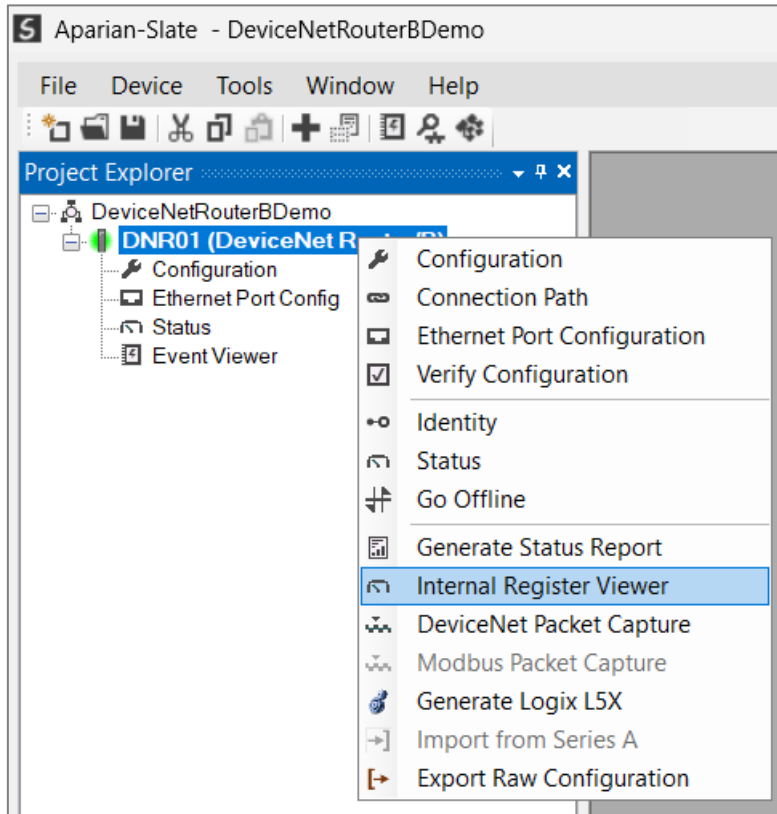 S Aparian-Slate - DeviceNetRouterBDemo
File Device Tools Window Help
Project Explorer
DeviceNetRouterBDemo
DNR01 (DeviceNet
Configuration
Ethernet Port Config
Status
Event Viewer
Configuration
Connection Path
Ethernet Port Configuration
Verify Configuration
Identity
Status
Go Offline
Generate Status Report
Internal Register Viewer
DeviceNet Packet Capture
Modbus Packet Capture
Generate Logix L5X
Import from Series A
Export Raw Configuration